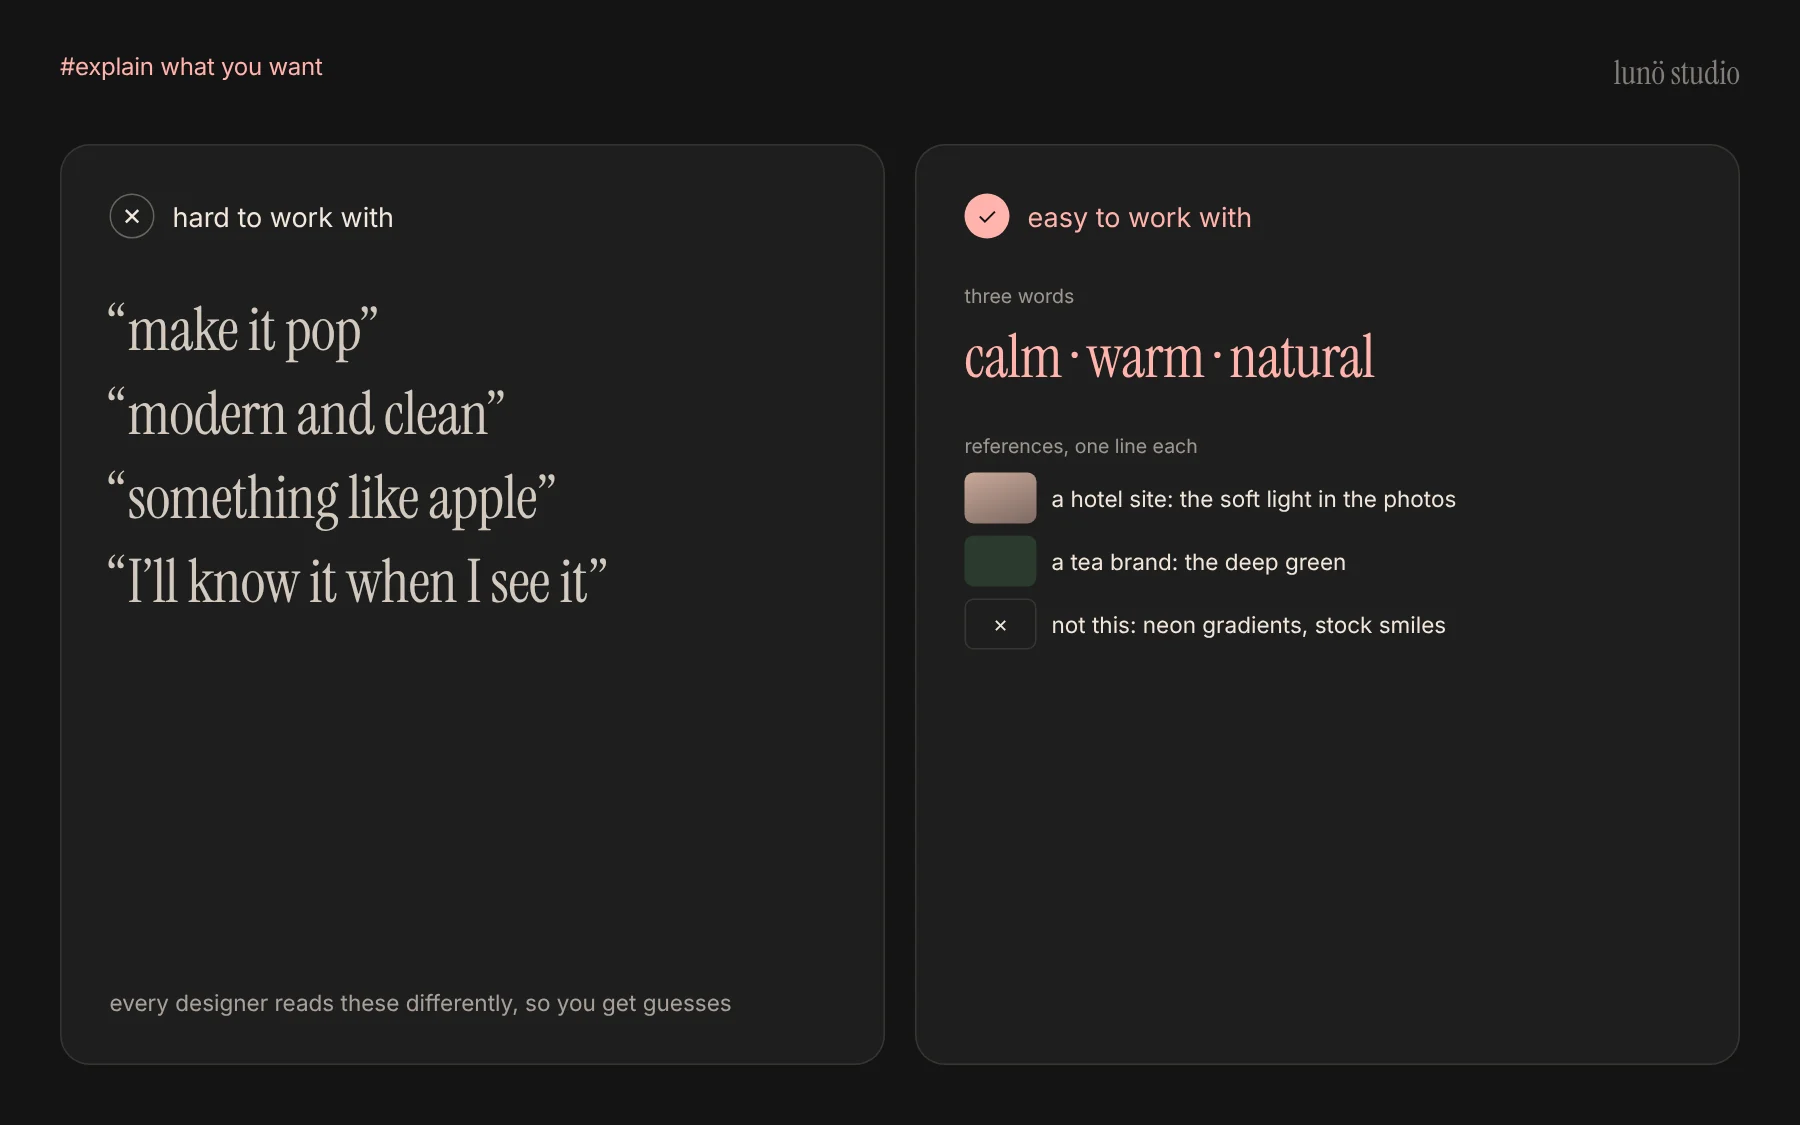 #explain what you want
lunö studio
hard to work with
“make it pop”
“modern and clean”
“something like apple”
“I’ll know it when I see it”
every designer reads these differently, so you get guesses
easy to work with
three words
calm · warm · natural
references, one line each
a hotel site: the soft light in the photos
a tea brand: the deep green
not this: neon gradients, stock smiles